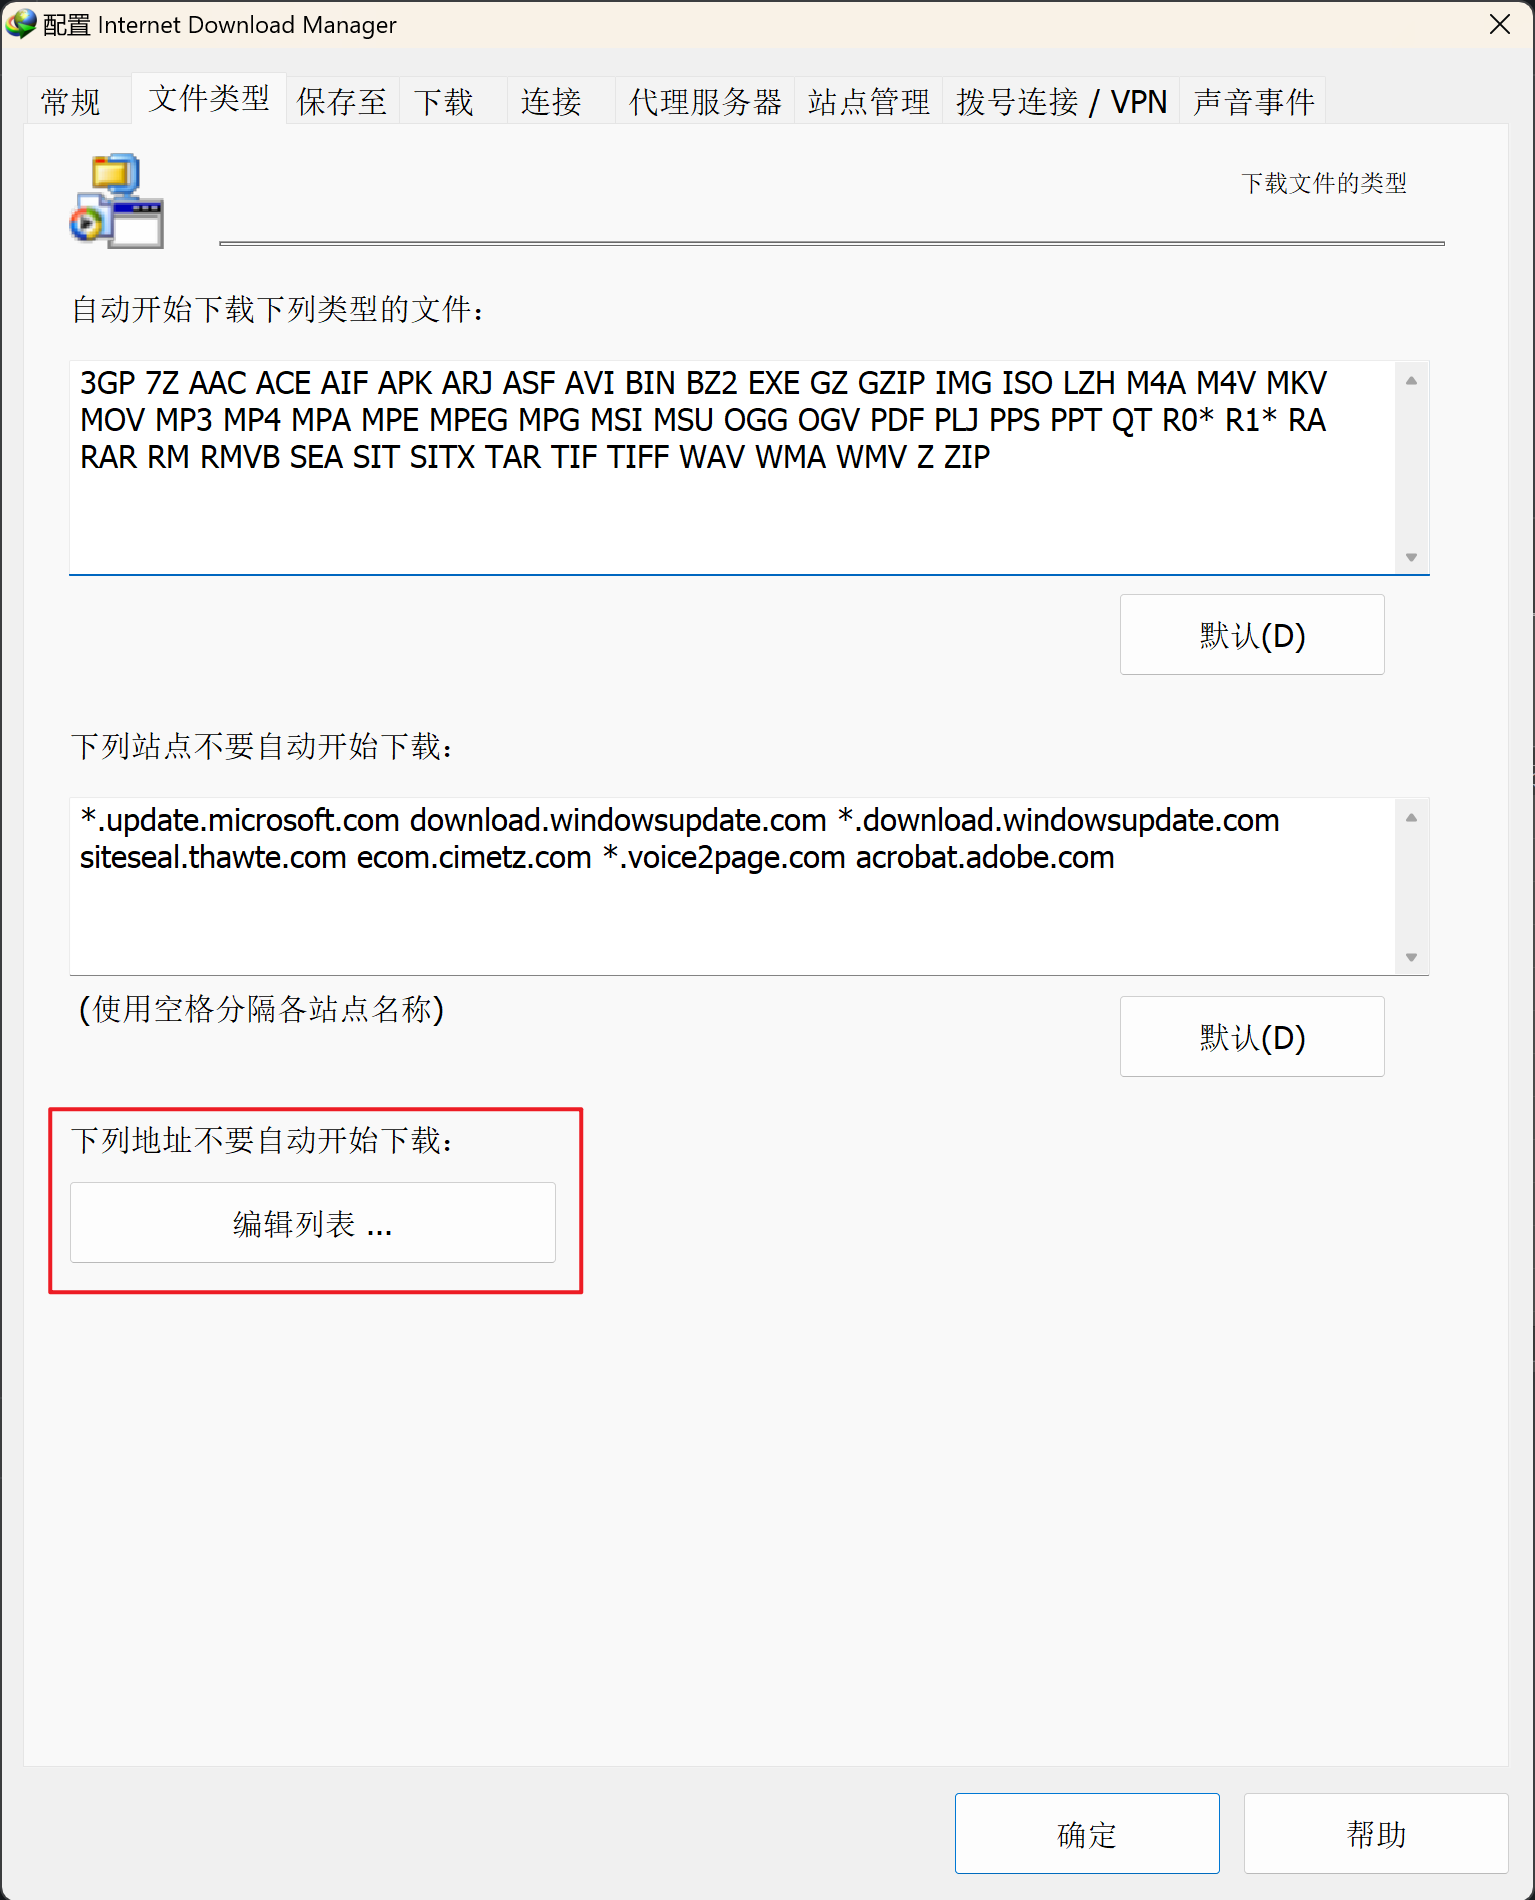 配置 Internet Download Manager
常规 文件类型 保存至 下载 连接 代理服务器 站点管理 拨号连接 / VPN 声音事件
下载文件的类型
自动开始下载下列类型的文件:
3GP 7Z AAC ACE AIF APK ARJ ASF AVI BIN BZ2 EXE GZ GZIP IMG ISO LZH M4A M4V MKV
MOV MP3 MP4 MPA MPE MPEG MPG MSI MSU OGG OGV PDF PLJ PPS PPT QT R0* R1* RA
RAR RM RMVB SEA SIT SITX TAR TIF TIFF WAV WMA WMV Z ZIP
默认(D)
下列站点不要自动开始下载:
*.update.microsoft.com download.windowsupdate.com *.download.windowsupdate.com
siteseal.thawte.com ecom.cimetz.com *.voice2page.com acrobat.adobe.com
(使用空格分隔各站点名称)
默认(D)
下列地址不要自动开始下载:
编辑列表 ...
确定 帮助